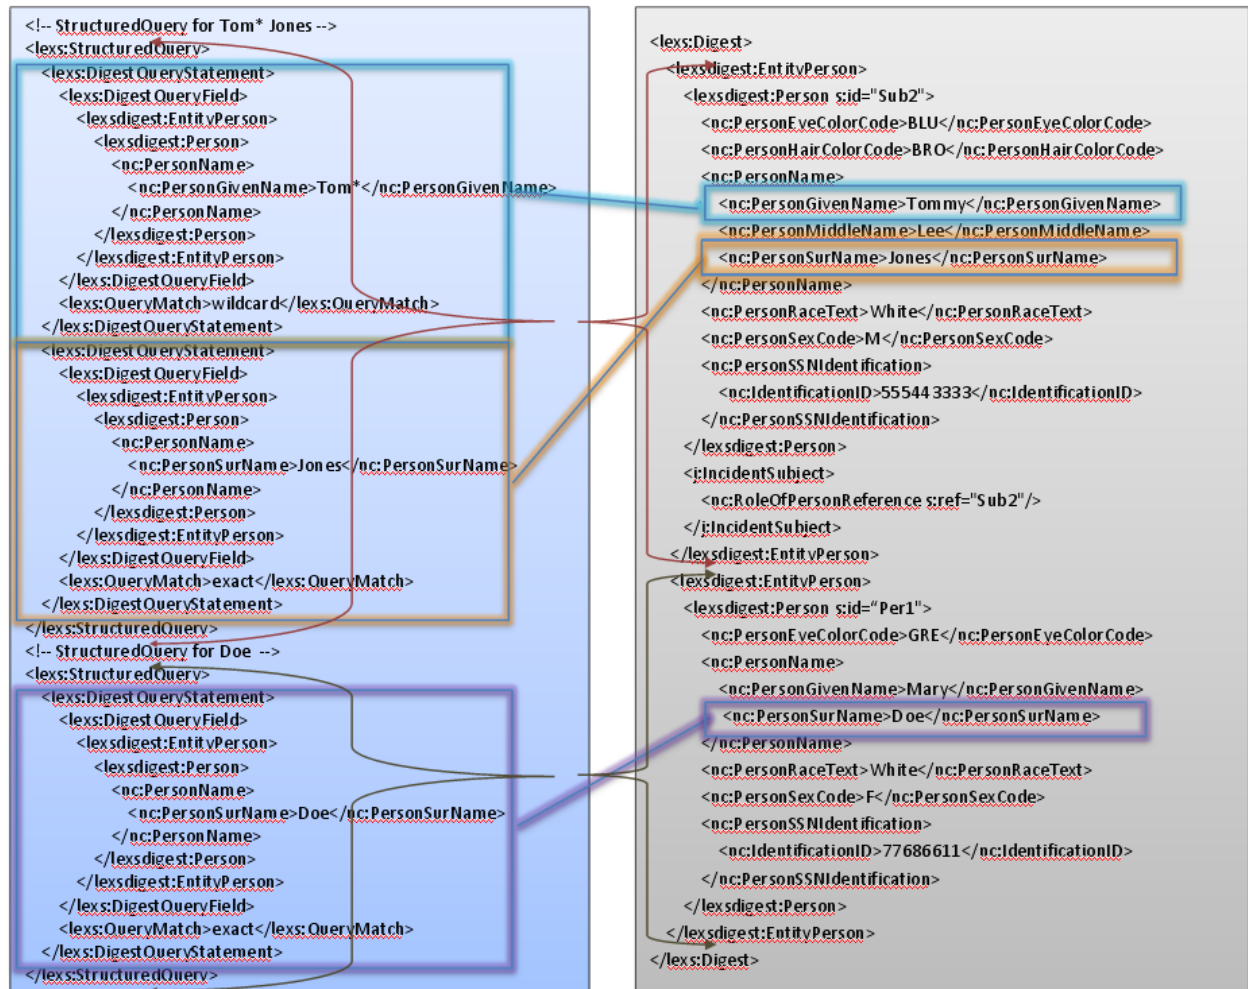 <!-- StructuredQuery for Tom* Jones -->
<lexs:StructuredQuery>
<lexs:DigestQueryStatement>
<lexs:DigestQueryField>
<lexsdigest:EntityPerson>
<lexsdigest:Person>
<nc:PersonName>
<nc:PersonGivenName>Tom*</nc:PersonGivenName>
</nc:PersonName>
</lexsdigest:Person>
</lexsdigest:EntityPerson>
</lexs:DigestQueryField>
<lexs:QueryMatch>wildcard</lexs:QueryMatch>
</lexs:DigestQueryStatement>
<lexs:DigestQueryStatement>
<lexs:DigestQueryField>
<lexsdigest:EntityPerson>
<lexsdigest:Person>
<nc:PersonName>
<nc:PersonSurName>Jones</nc:PersonSurName>
</nc:PersonName>
</lexsdigest:Person>
</lexsdigest:EntityPerson>
</lexs:DigestQueryField>
<lexs:QueryMatch>exact</lexs:QueryMatch>
</lexs:DigestQueryStatement>
</lexs:StructuredQuery>
<!-- StructuredQuery for Doe -->
<lexs:StructuredQuery>
<lexs:DigestQueryStatement>
<lexs:DigestQueryField>
<lexsdigest:EntityPerson>
<lexsdigest:Person>
<nc:PersonName>
<nc:PersonSurName>Doe</nc:PersonSurName>
</nc:PersonName>
</lexsdigest:Person>
</lexsdigest:EntityPerson>
</lexs:DigestQueryField>
<lexs:QueryMatch>exact</lexs:QueryMatch>
</lexs:DigestQueryStatement>
</lexs:StructuredQuery>
<lexs:Digest>
<lexsdigest:EntityPerson>
<lexsdigest:Person s:id="Sub2">
<nc:PersonEyeColorCode>BLU</nc:PersonEyeColorCode>
<nc:PersonHairColorCode>BRO</nc:PersonHairColorCode>
<nc:PersonName>
<nc:PersonGivenName>Tommy</nc:PersonGivenName>
<nc:PersonMiddleName>Lee</nc:PersonMiddleName>
<nc:PersonSurName>Jones</nc:PersonSurName>
</nc:PersonName>
<nc:PersonRaceText>White</nc:PersonRaceText>
<nc:PersonSexCode>M</nc:PersonSexCode>
<nc:PersonSSNIdentification>
<nc:IdentificationID>555443333</nc:IdentificationID>
</nc:PersonSSNIdentification>
</lexsdigest:Person>
<j:IncidentSubject>
<nc:RoleOfPersonReference s:ref="Sub2"/>
</j:IncidentSubject>
</lexsdigest:EntityPerson>
<lexsdigest:EntityPerson>
<lexsdigest:Person s:id="Per1">
<nc:PersonEyeColorCode>GRE</nc:PersonEyeColorCode>
<nc:PersonName>
<nc:PersonGivenName>Mary</nc:PersonGivenName>
<nc:PersonSurName>Doe</nc:PersonSurName>
</nc:PersonName>
<nc:PersonRaceText>White</nc:PersonRaceText>
<nc:PersonSexCode>F</nc:PersonSexCode>
<nc:PersonSSNIdentification>
<nc:IdentificationID>77686611</nc:IdentificationID>
</nc:PersonSSNIdentification>
</lexsdigest:Person>
</lexsdigest:EntityPerson>
</lexs:Digest>